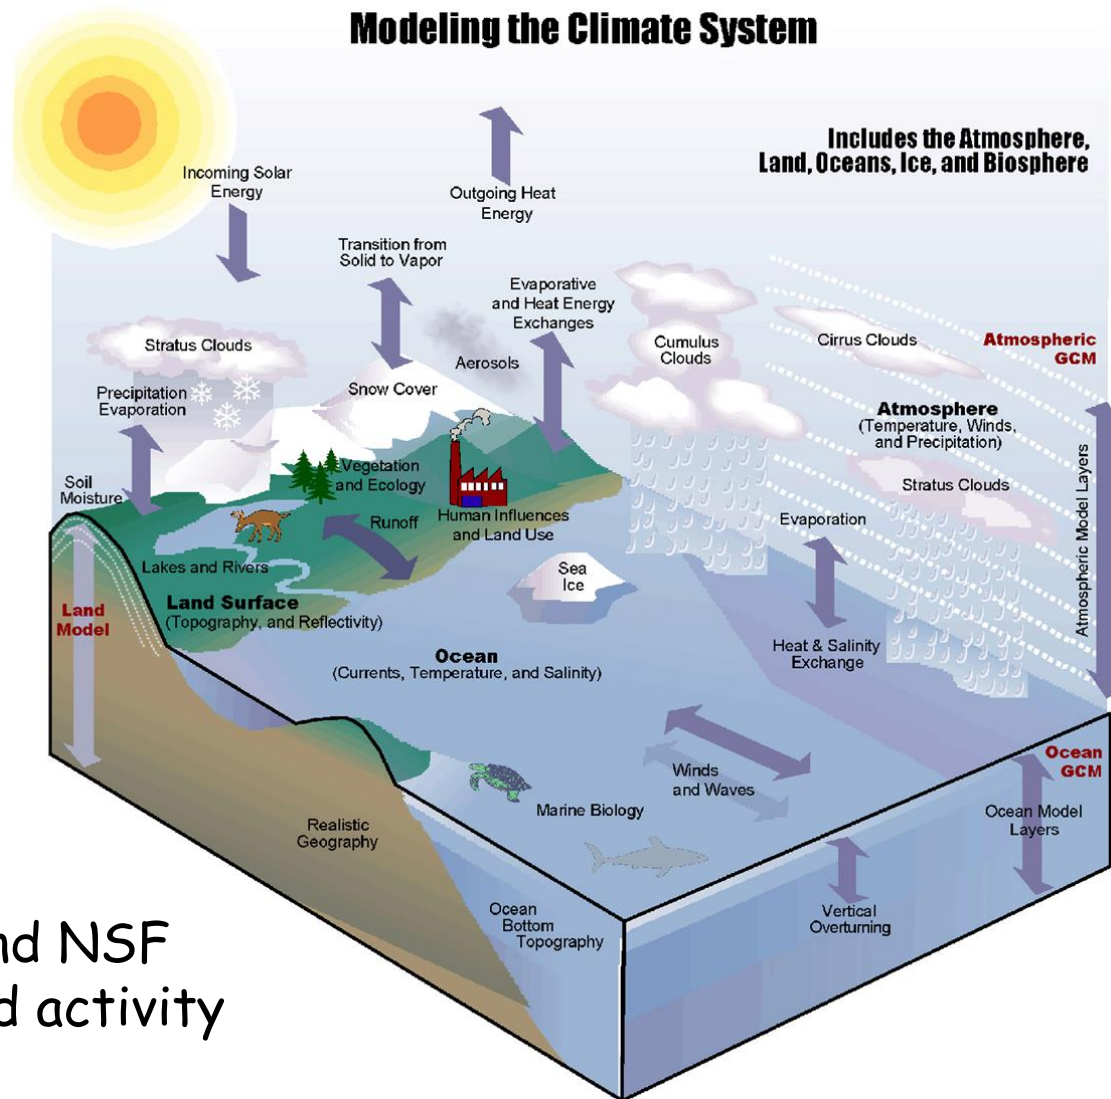 Modeling the Climate System
Includes the Atmosphere,
Land, Oceans, Ice, and Biosphere
Incoming Solar
Energy
Outgoing Heat
Energy
Transition from
Solid to Vapor
Evaporative
and Heat Energy
Exchanges
Stratus Clouds
Aerosols
Cumulus
Clouds
Cirrus Clouds
Atmospheric
GCM
Precipitation
Evaporation
Snow Cover
Atmosphere
(Temperature, Winds,
and Precipitation)
Vegetation
and Ecology
Soil
Moisture
Stratus Clouds
Runoff
Human Influences
and Land Use
Evaporation
Atmospheric Model Layers
Lakes and Rivers
Sea
Ice
Land
Model
Land Surface
(Topography, and Reflectivity)
Heat & Salinity
Exchange
Ocean
(Currents, Temperature, and Salinity)
Ocean
GCM
Winds
and Waves
Marine Biology
Ocean Model
Layers
Realistic
Geography
Ocean
Bottom
Topography
Vertical
Overturning
nd NSF
d activity